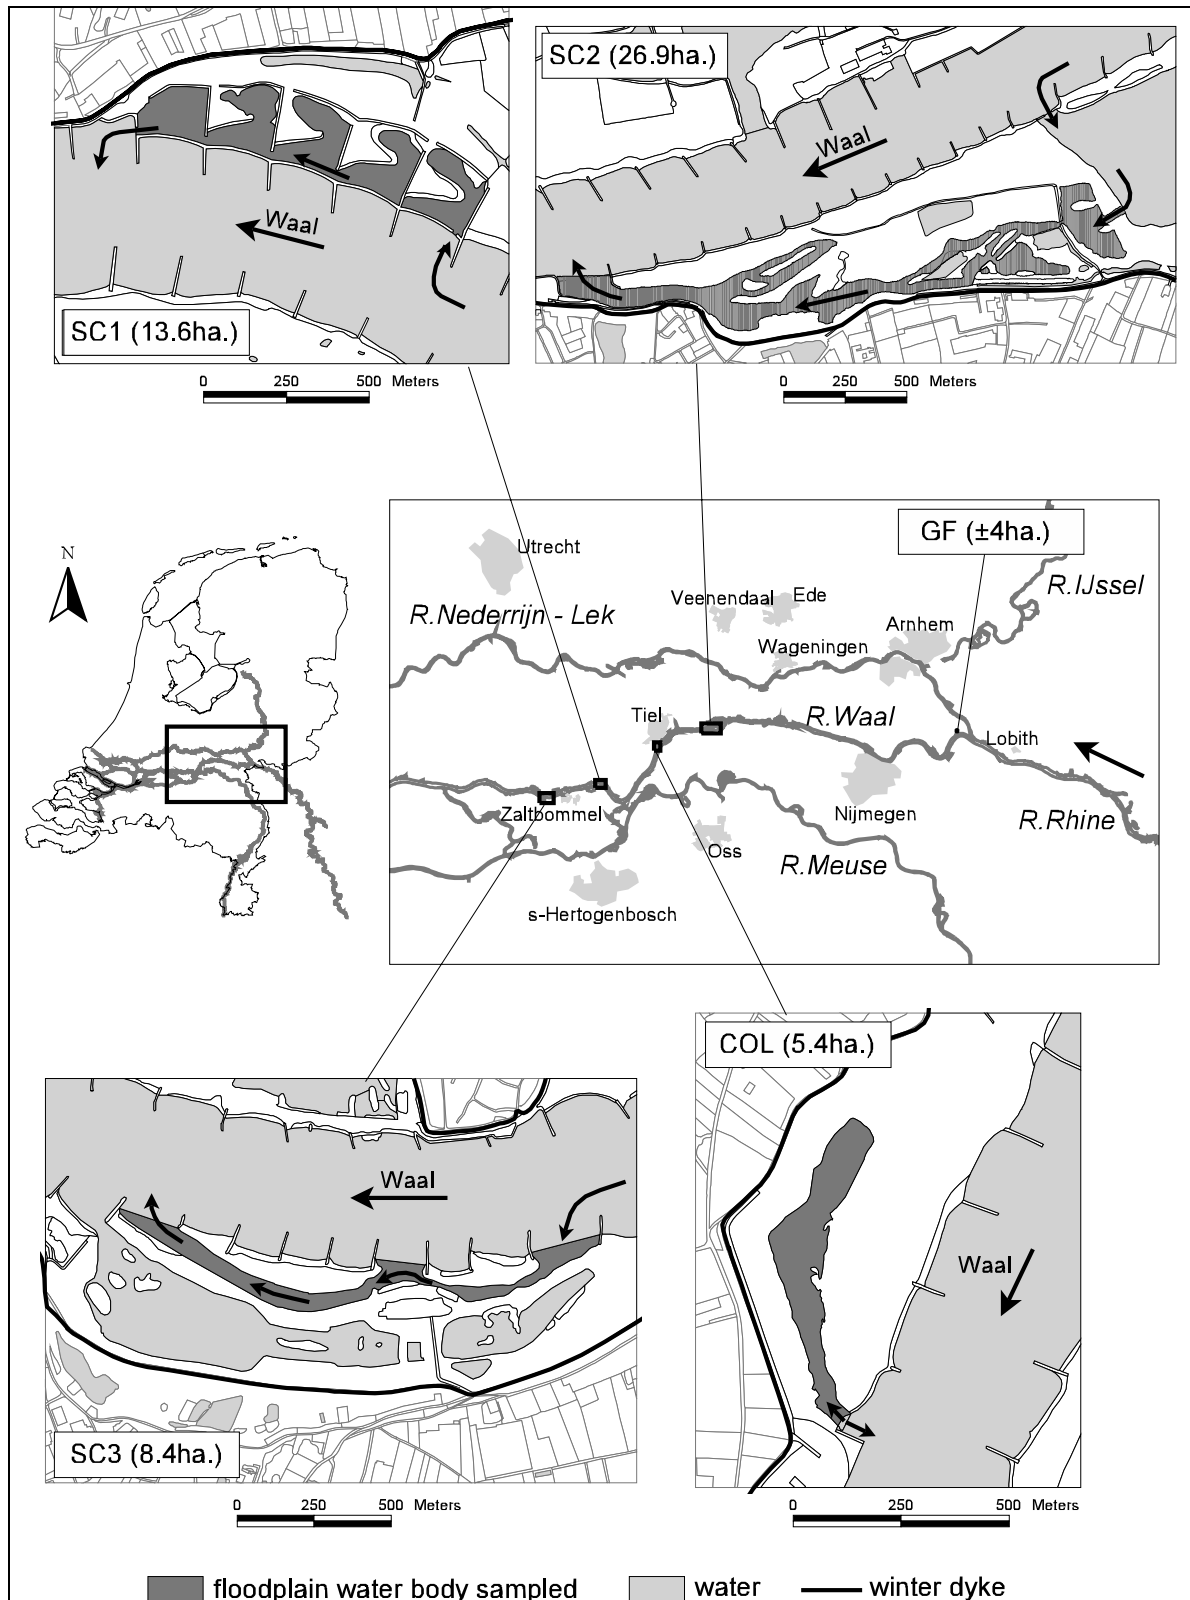 SC1 (13.6ha.)
Waal
0 250 500 Meters
SC2 (26.9ha.)
Waal
0 250 500 Meters
N
GF (±4ha.)
Utrecht
R.Nederrijn - Lek
Veenendaal
Ede
Wageningen
Arnhem
R.IJssel
Tiel
R.Waal
Lobith
Zaltbommel
Nijmegen
R.Rhine
Oss
R.Meuse
s-Hertogenbosch
COL (5.4ha.)
Waal
0 250 500 Meters
Waal
SC3 (8.4ha.)
0 250 500 Meters
floodplain water body sampled
water
winter dyke